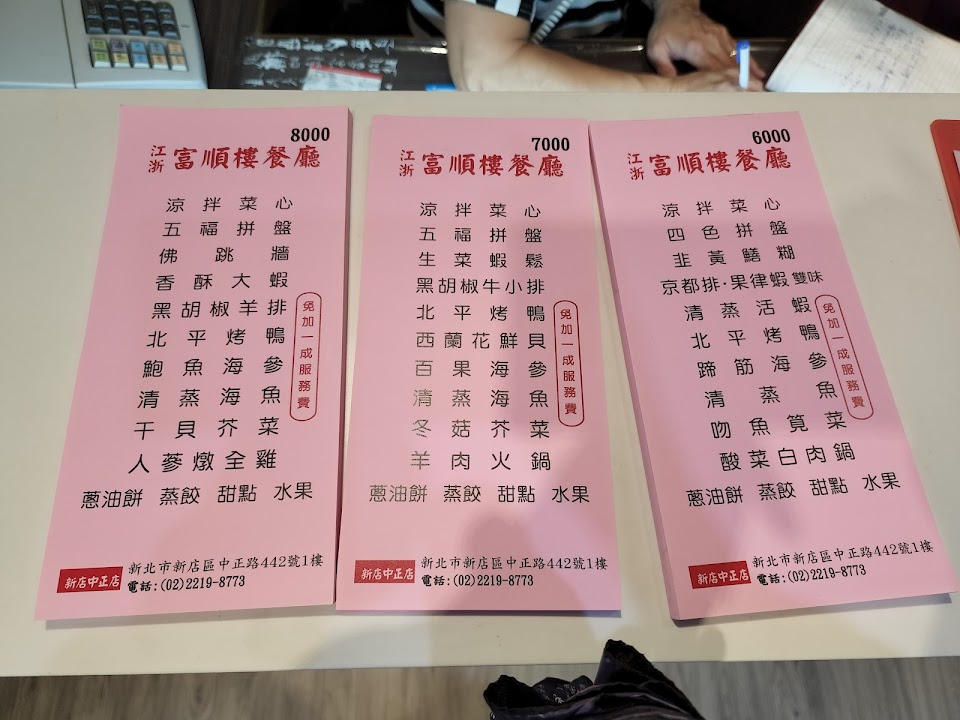 8000
江浙 富順樓餐廳
涼拌菜心
五福拼盤
佛跳牆
香酥大蝦
黑胡椒羊排
北平烤鴨
鮑魚海參
清蒸海魚
干貝芥菜
人蔘燉全雞
蔥油餅 蒸餃 甜點 水果
免加一成服務費
新店中正店
新北市新店區中正路442號1樓
電話:(02)2219-8773
7000
江浙 富順樓餐廳
涼拌菜心
五福拼盤
生菜蝦鬆
黑胡椒牛小排
北平烤鴨
西蘭花鮮貝
百果海參
清蒸海魚
冬菇芥菜
羊肉火鍋
蔥油餅 蒸餃 甜點 水果
免加一成服務費
新店中正店
新北市新店區中正路442號1樓
電話:(02)2219-8773
6000
江浙 富順樓餐廳
涼拌菜心
四色拼盤
韭黃鱔糊
京都排·果律蝦 雙味
清蒸活蝦
北平烤鴨
蹄筋海參
清蒸魚
吻魚筧菜
酸菜白肉鍋
蔥油餅 蒸餃 甜點 水果
免加一成服務費
新店中正店
新北市新店區中正路442號1樓
電話:(02)2219-8773